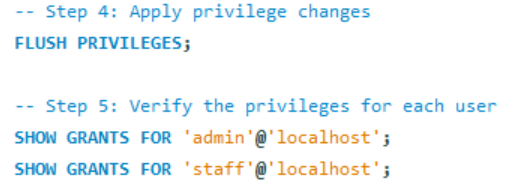 -- Step 4: Apply privilege changes
FLUSH PRIVILEGES;
-- Step 5: Verify the privileges for each user
SHOW GRANTS FOR 'admin'@'localhost';
SHOW GRANTS FOR 'staff'@'localhost';